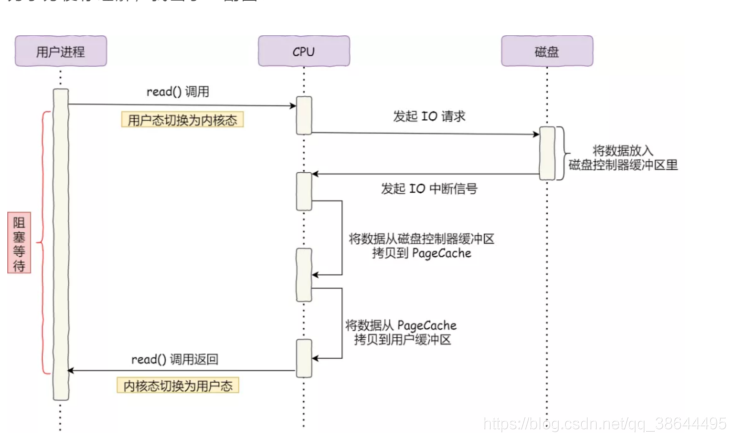 用户进程
CPU
磁盘
read() 调用
用户态切换为内核态
发起 IO 请求
将数据放入
磁盘控制器缓冲区里
发起 IO 中断信号
阻塞等待
将数据从磁盘控制器缓冲区
拷贝到 PageCache
将数据从 PageCache
拷贝到用户缓冲区
read() 调用返回
内核态切换为用户态
https://blog.csdn.net/qq_38644495